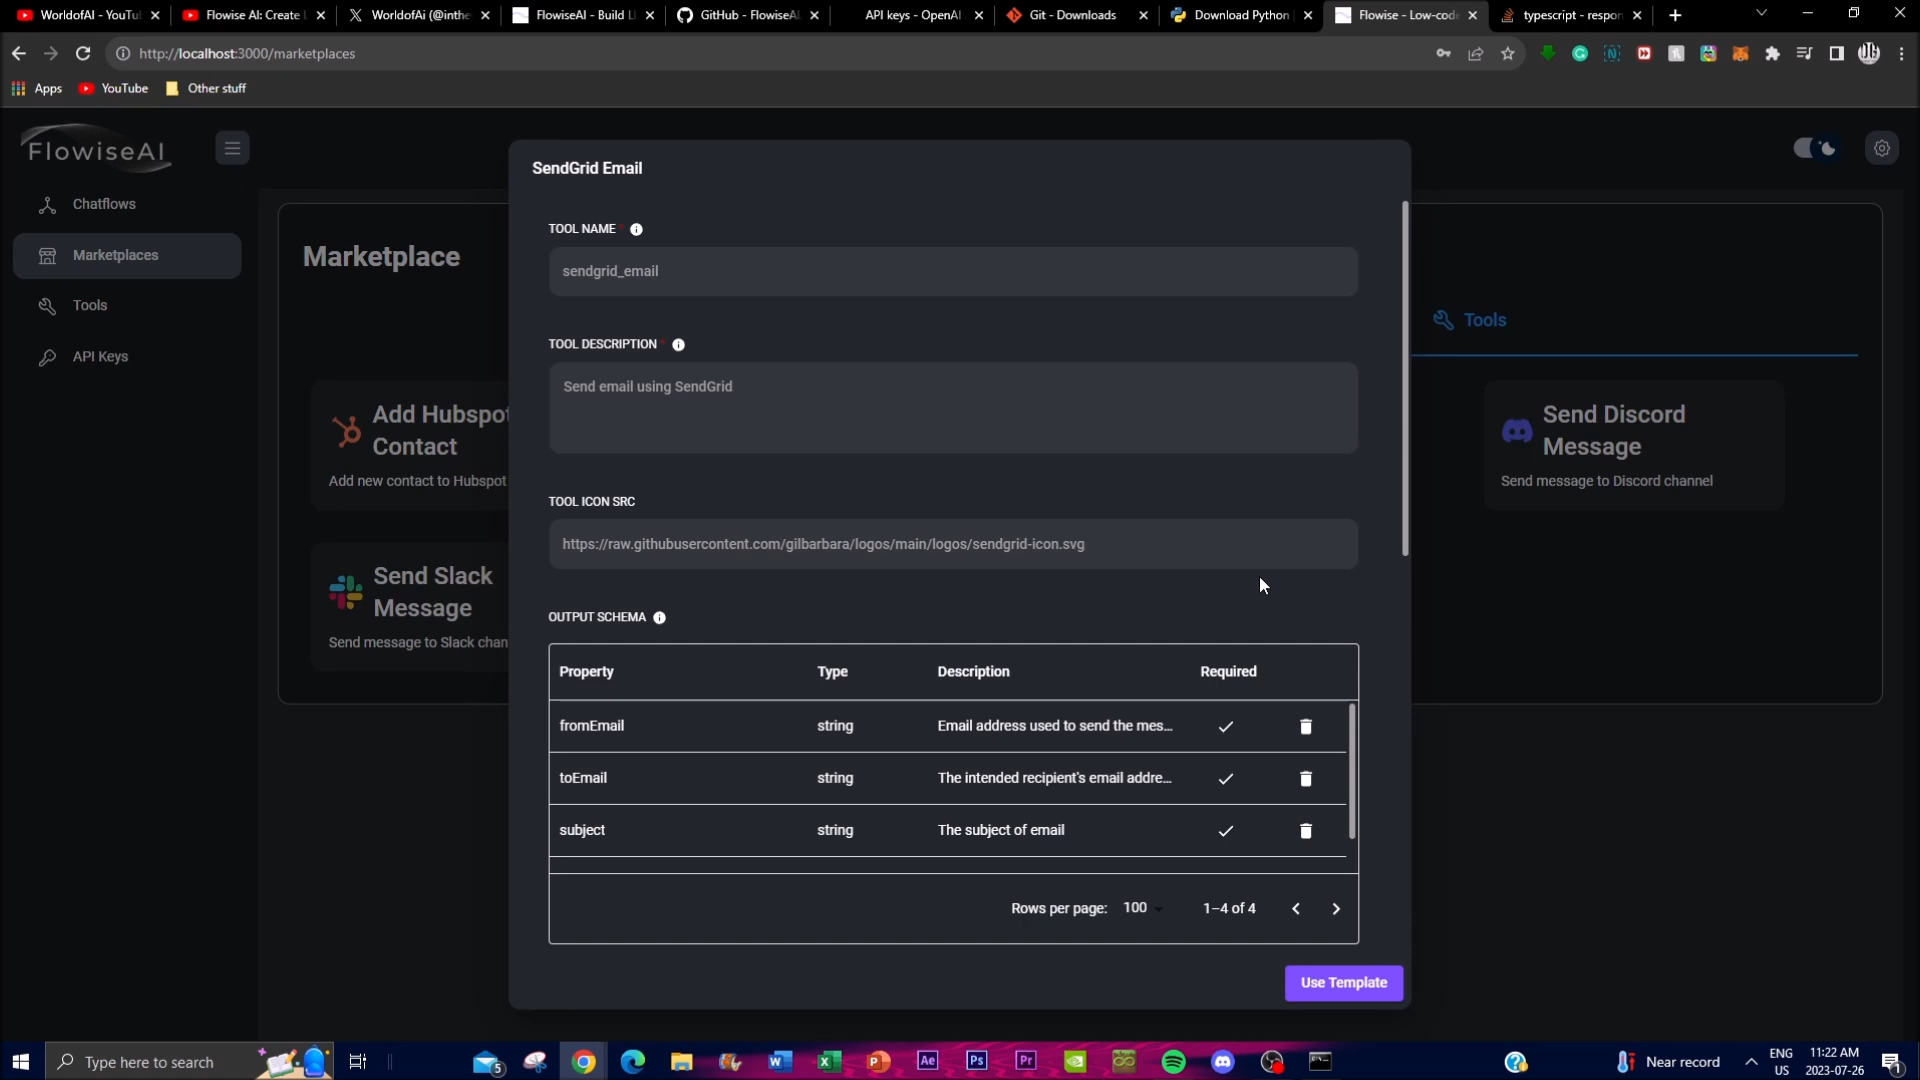 WorldofAI - YouTu
Flowise AI: Create
WorldofAi (@inthe
FlowiseAI - Build L
GitHub - FlowiseA
API keys - OpenAI
Git - Downloads
Download Python
Flowise - Low-cod
typescript - respon
http://localhost:3000/marketplaces
Apps
YouTube
Other stuff
FlowiseAI
Chatflows
Marketplaces
Tools
API Keys
Marketplace
Tools
Add Hubspot
Contact
Add new contact to Hubspot
Send Slack
Message
Send message to Slack chan
Send Discord
Message
Send message to Discord channel
SendGrid Email
TOOL NAME *
sendgrid_email
TOOL DESCRIPTION *
Send email using SendGrid
TOOL ICON SRC
https://raw.githubusercontent.com/gilbarbara/logos/main/logos/sendgrid-icon.svg
OUTPUT SCHEMA
Property Type Description Required
fromEmail string Email address used to send the mes...
toEmail string The intended recipient's email addre...
subject string The subject of email
Rows per page: 100 1–4 of 4
Use Template
Type here to search
5
Near record
ENG
US
11:22 AM
2023-07-26
1